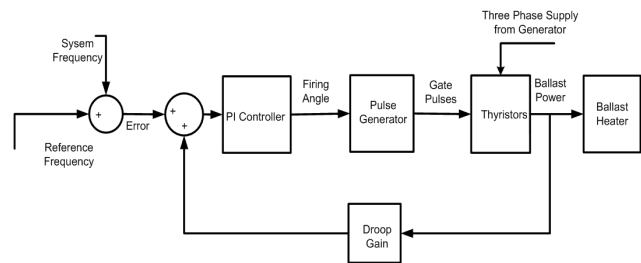 Three Phase Supply
from Generator
Sysem
Frequency
Firing
Angle
Gate
Pulses
Ballast
Power
+
+
+
Error
PI Controller
Pulse
Generator
Thyristors
Ballast
Heater
Reference
Frequency
Droop
Gain